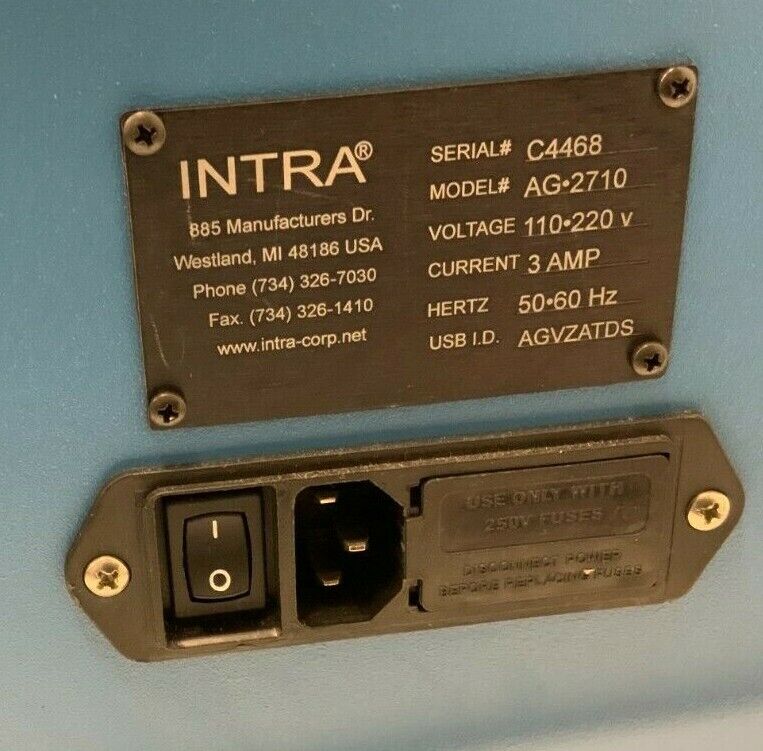 INTRA®
885 Manufacturers Dr.
Westland, MI 48186 USA
Phone (734) 326-7030
Fax. (734) 326-1410
www.intra-corp.net
SERIAL# C4468
MODEL# AG•2710
VOLTAGE 110•220 v
CURRENT 3 AMP
HERTZ 50•60 Hz
USB I.D. AGVZATDS
I
O
USE ONLY WITH
250V FUSES
DISCONNECT POWER
BEFORE REPLACING FUSES